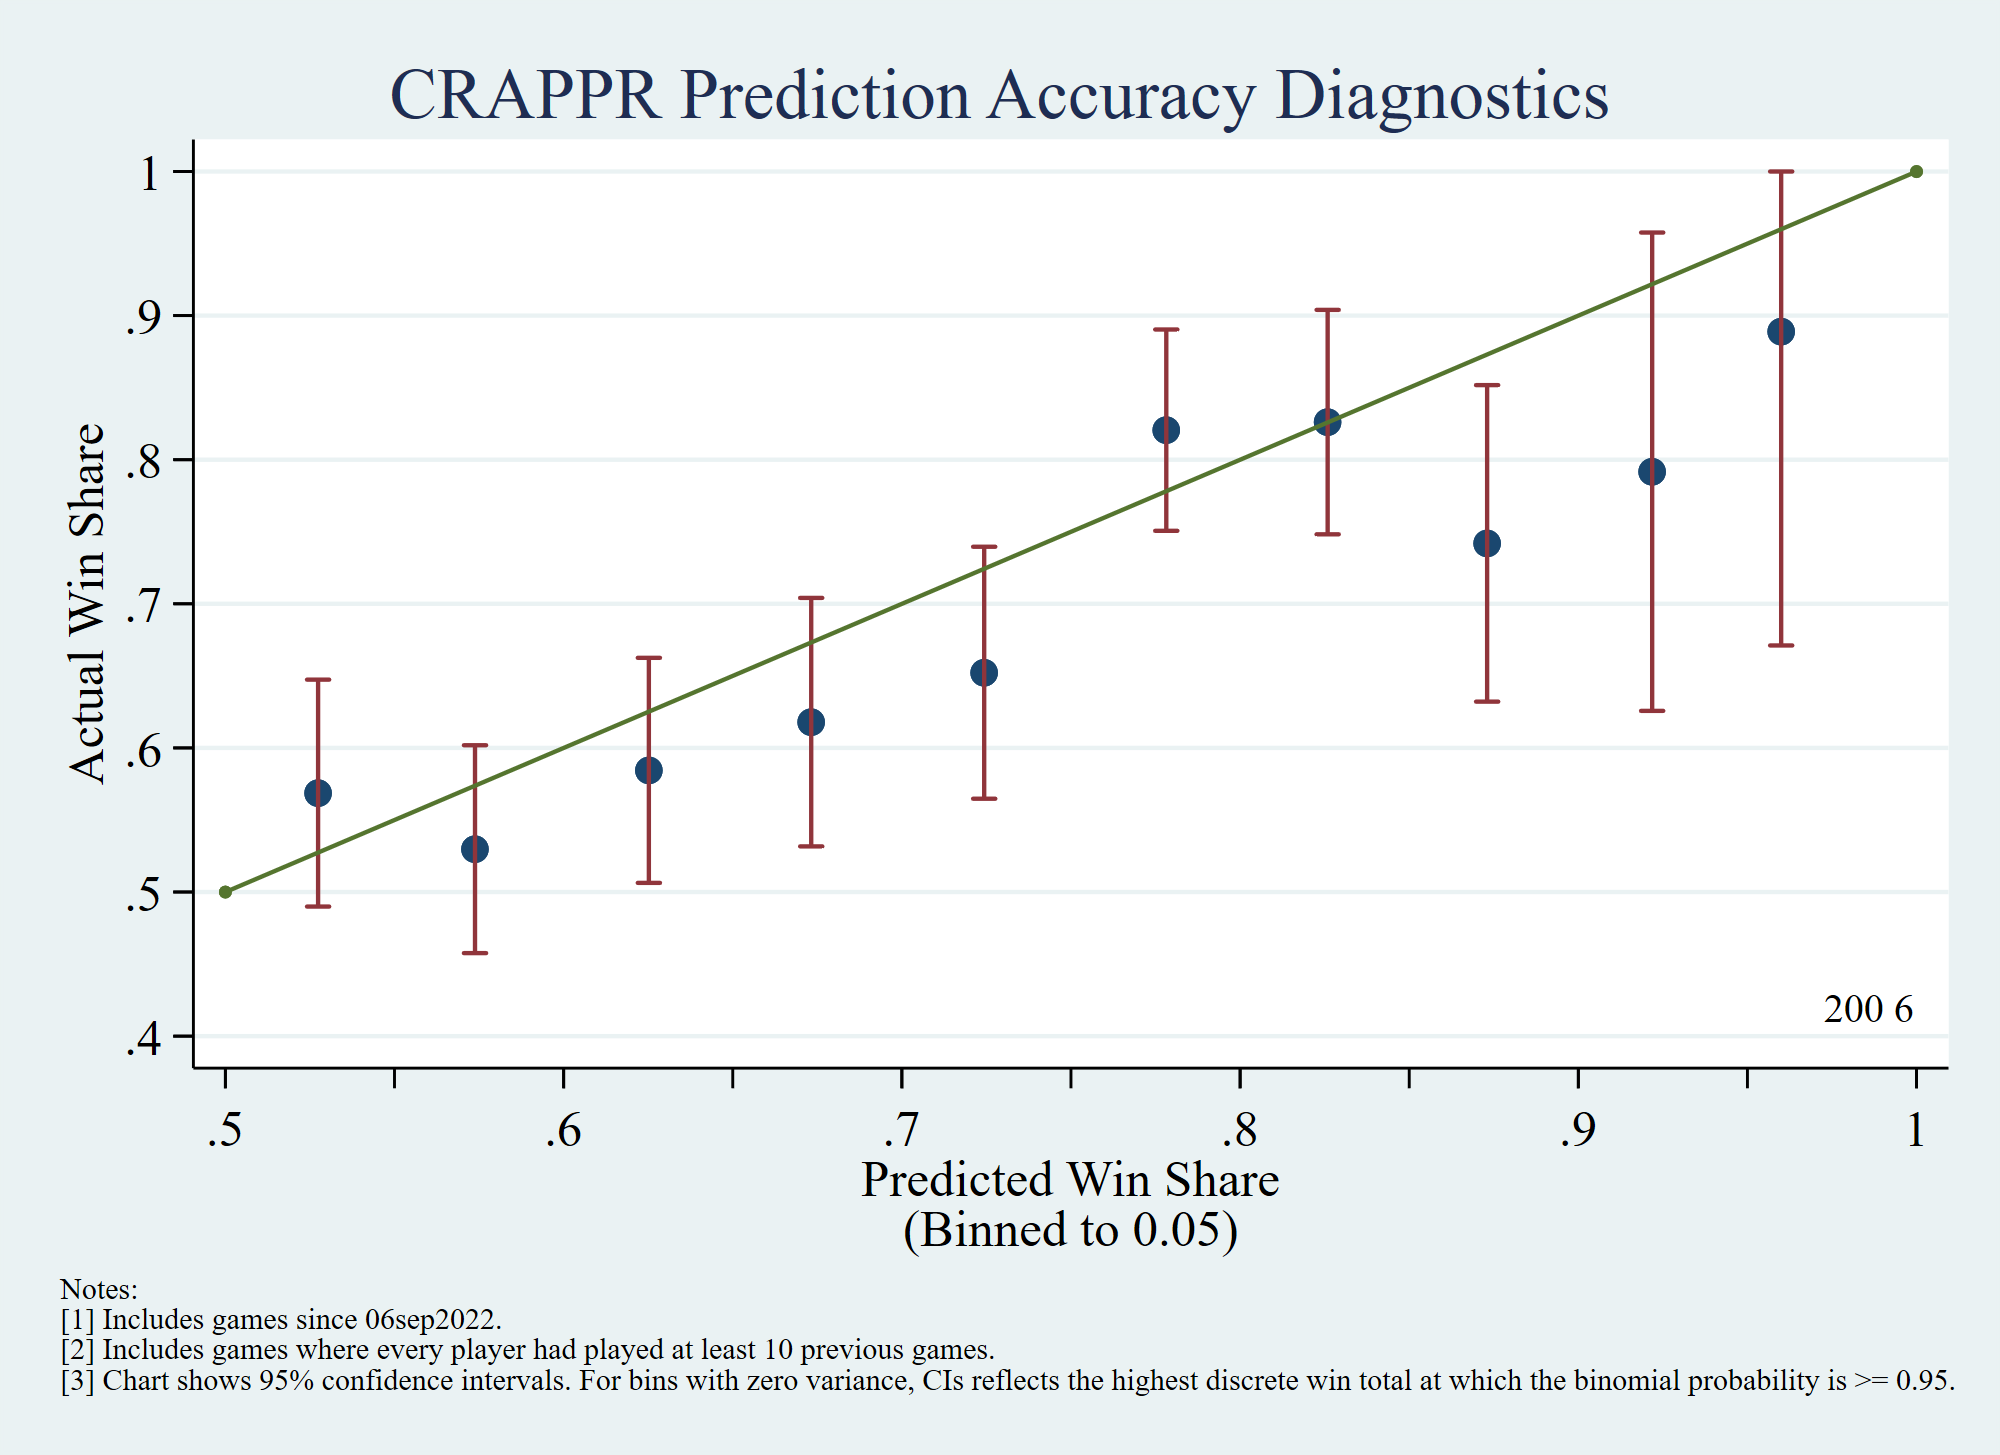 CRAPPR Prediction Accuracy Diagnostics
1
.9
.8
.7
.6
.5
.4
Actual Win Share
200 6
.5 .6 .7 .8 .9 1
Predicted Win Share
(Binned to 0.05)
Notes:
[1] Includes games since 06sep2022.
[2] Includes games where every player had played at least 10 previous games.
[3] Chart shows 95% confidence intervals. For bins with zero variance, CIs reflects the highest discrete win total at which the binomial probability is >= 0.95.